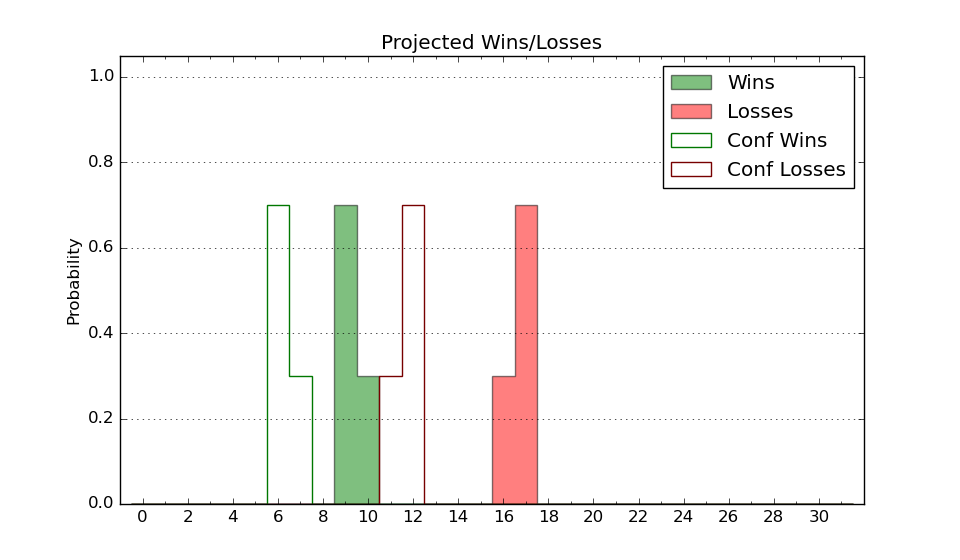 Projected Wins/Losses
1.0
0.8
0.6
0.4
0.2
0.0
Probability
Wins
Losses
Conf Wins
Conf Losses
0 2 4 6 8 10 12 14 16 18 20 22 24 26 28 30